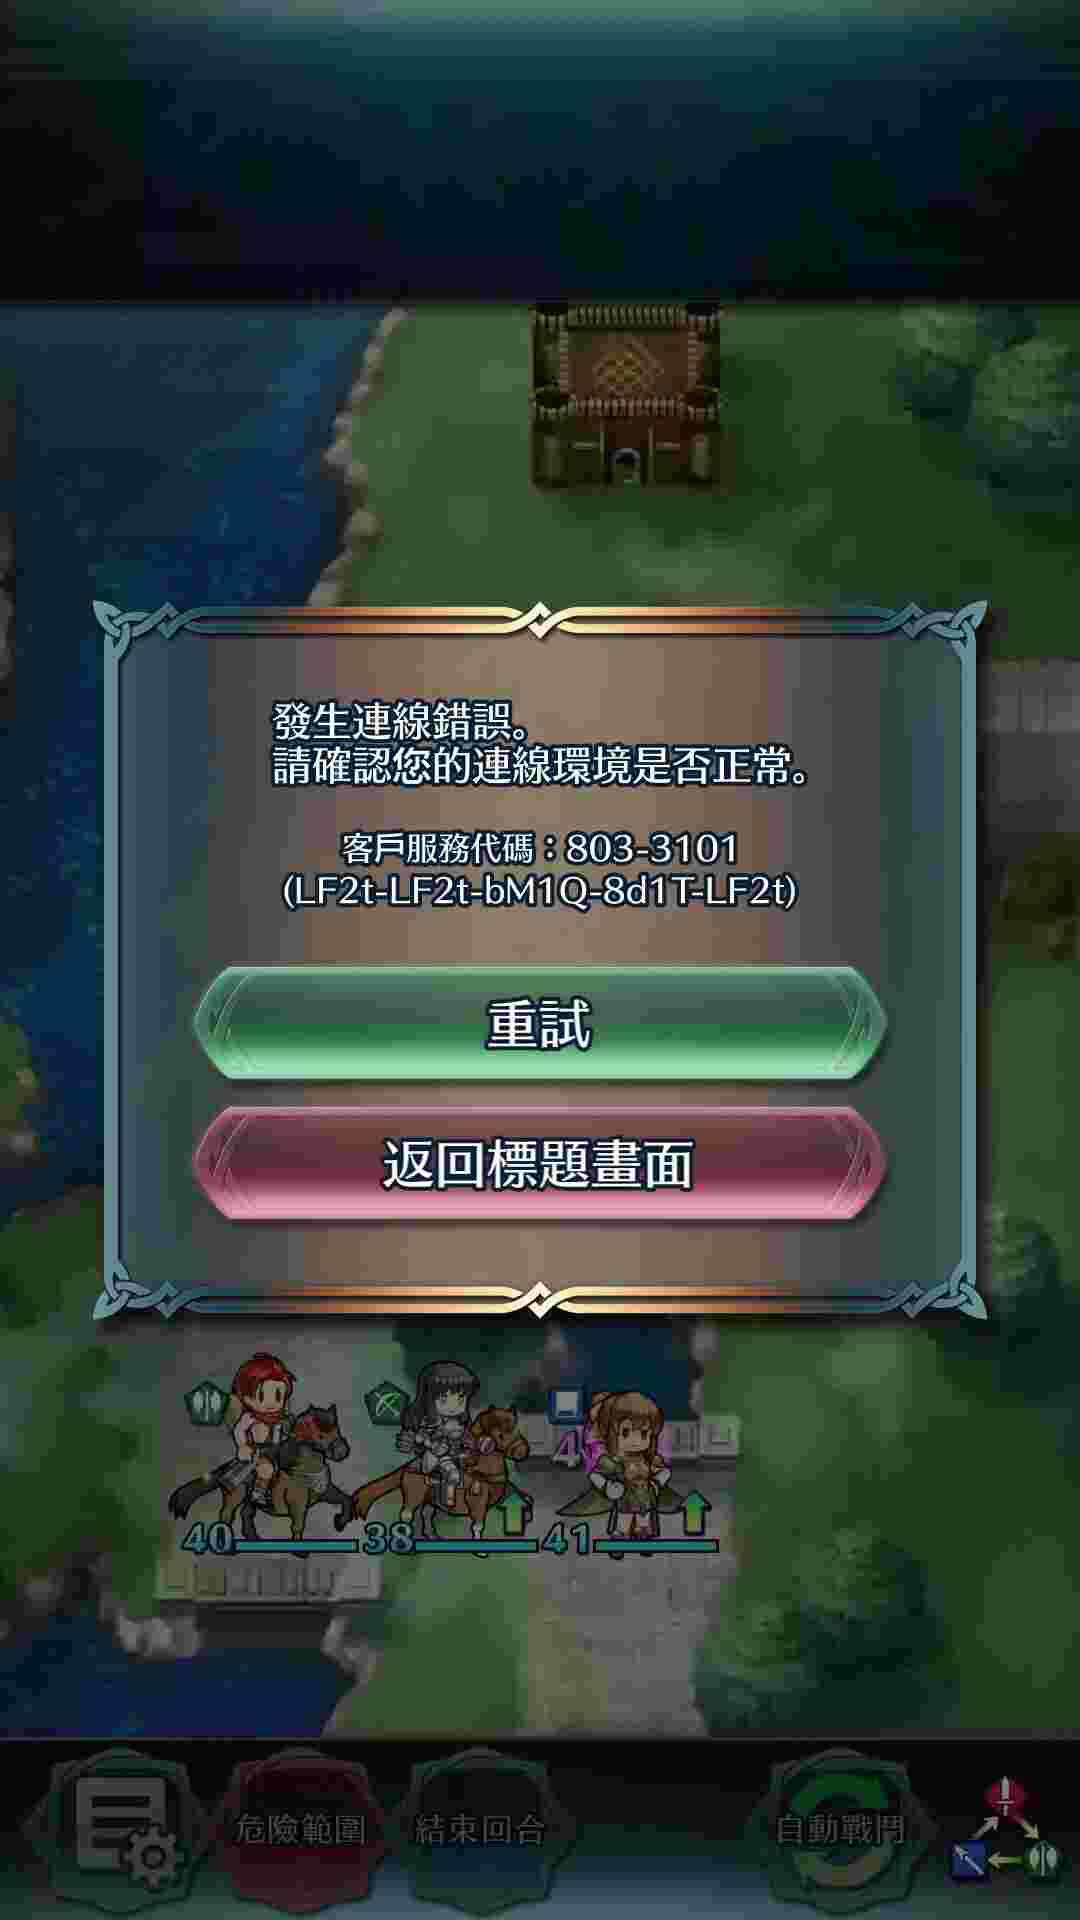 發生連線錯誤。
請確認您的連線環境是否正常。
客戶服務代碼：803-3101
(LF2t-LF2t-bM1Q-8d1T-LF2t)
重試
返回標題畫面
4
40
38
41
危險範圍
結束回合
自動戰鬥